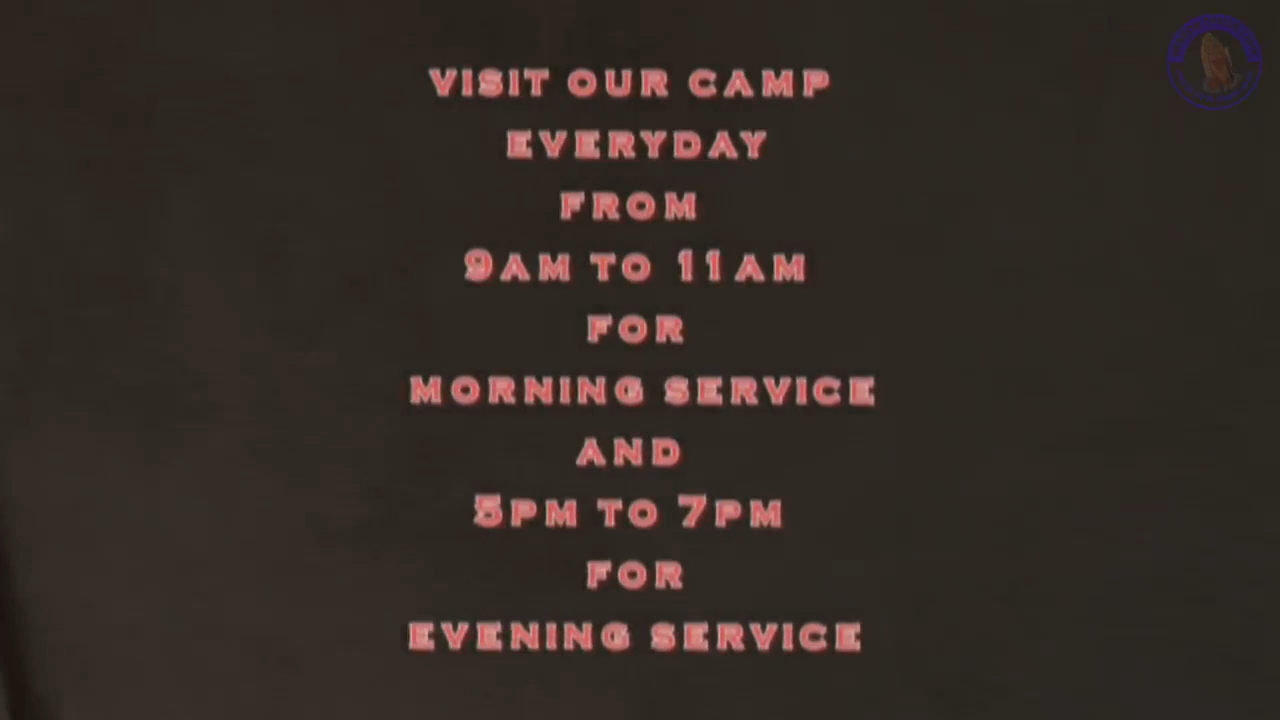 VISIT OUR CAMP
EVERYDAY
FROM
9AM TO 11AM
FOR
MORNING SERVICE
AND
5PM TO 7PM
FOR
EVENING SERVICE